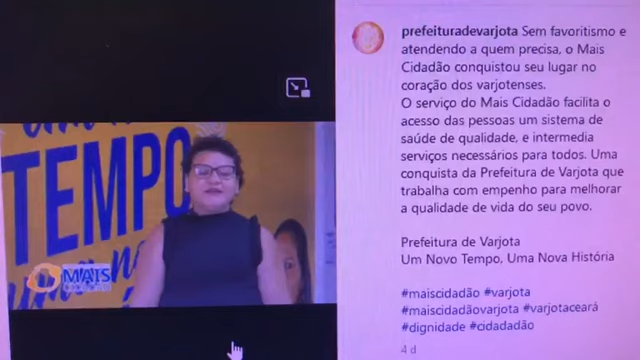 TEMPO
MAIS
prefeituradevarjota Sem favoritismo e
atendendo a quem precisa, o Mais
Cidadão conquistou seu lugar no
coração dos varjotenses.
O serviço do Mais Cidadão facilita o
acesso das pessoas um sistema de
saúde de qualidade, e intermedia
serviços necessários para todos. Uma
conquista da Prefeitura de Varjota que
trabalha com empenho para melhorar
a qualidade de vida do seu povo.
Prefeitura de Varjota
Um Novo Tempo, Uma Nova História
#maiscidadão #varjota
#maiscidadãovarjota #varjotaceará
#dignidade #cidadadão
4 d